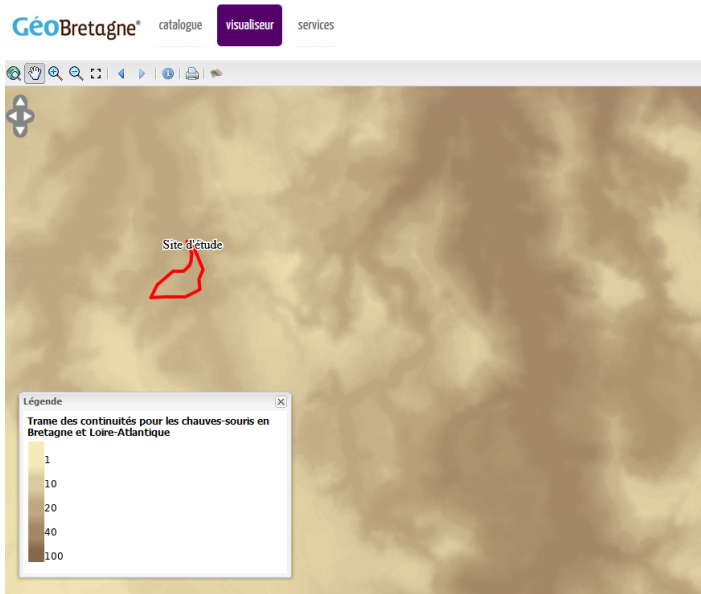 GéoBretagne®
catalogue
visualiseur
services
Site d'étude
Légende
Trame des continuités pour les chauves-souris en
Bretagne et Loire-Atlantique
1
10
20
40
100